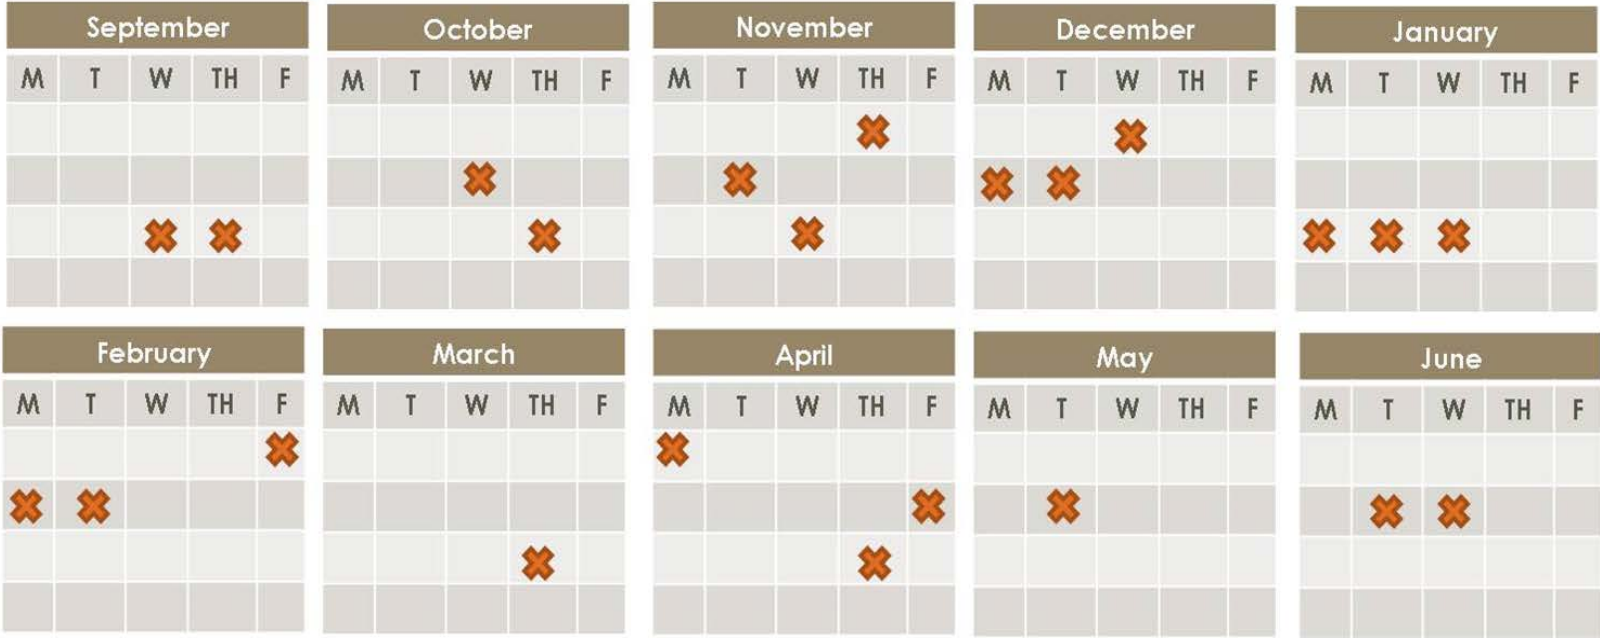 September October November December January
M T W TH F M T W TH F M T W TH F M T W TH F M T W TH F
February March April May June
M T W TH F M T W TH F M T W TH F M T W TH F M T W TH F